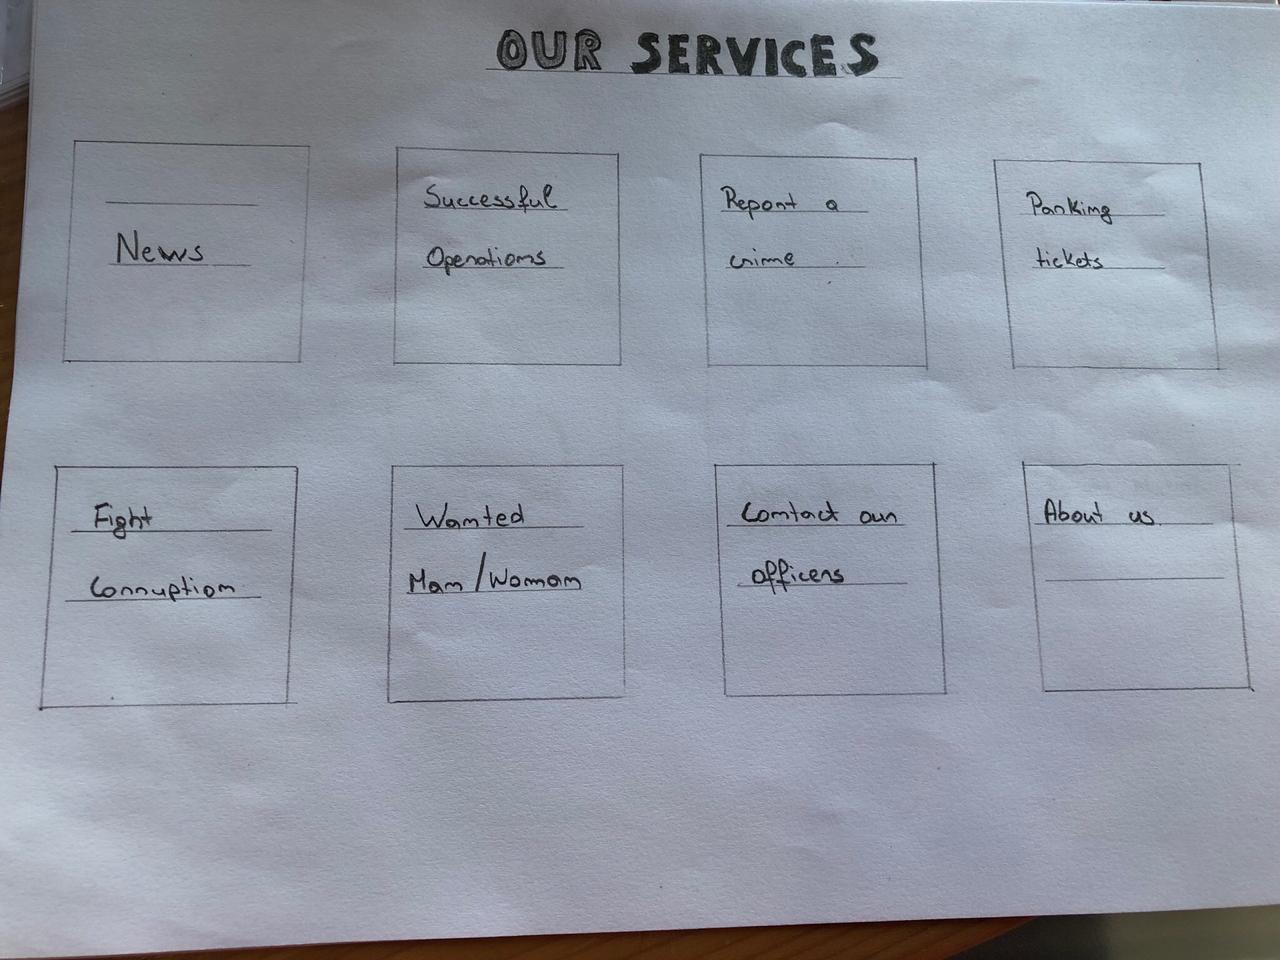 OUR SERVICES
News
Successful
Operations
Report a
crime
Parking
tickets
Fight
Corruption
Wanted
Man/Woman
Contact our
officers
About us